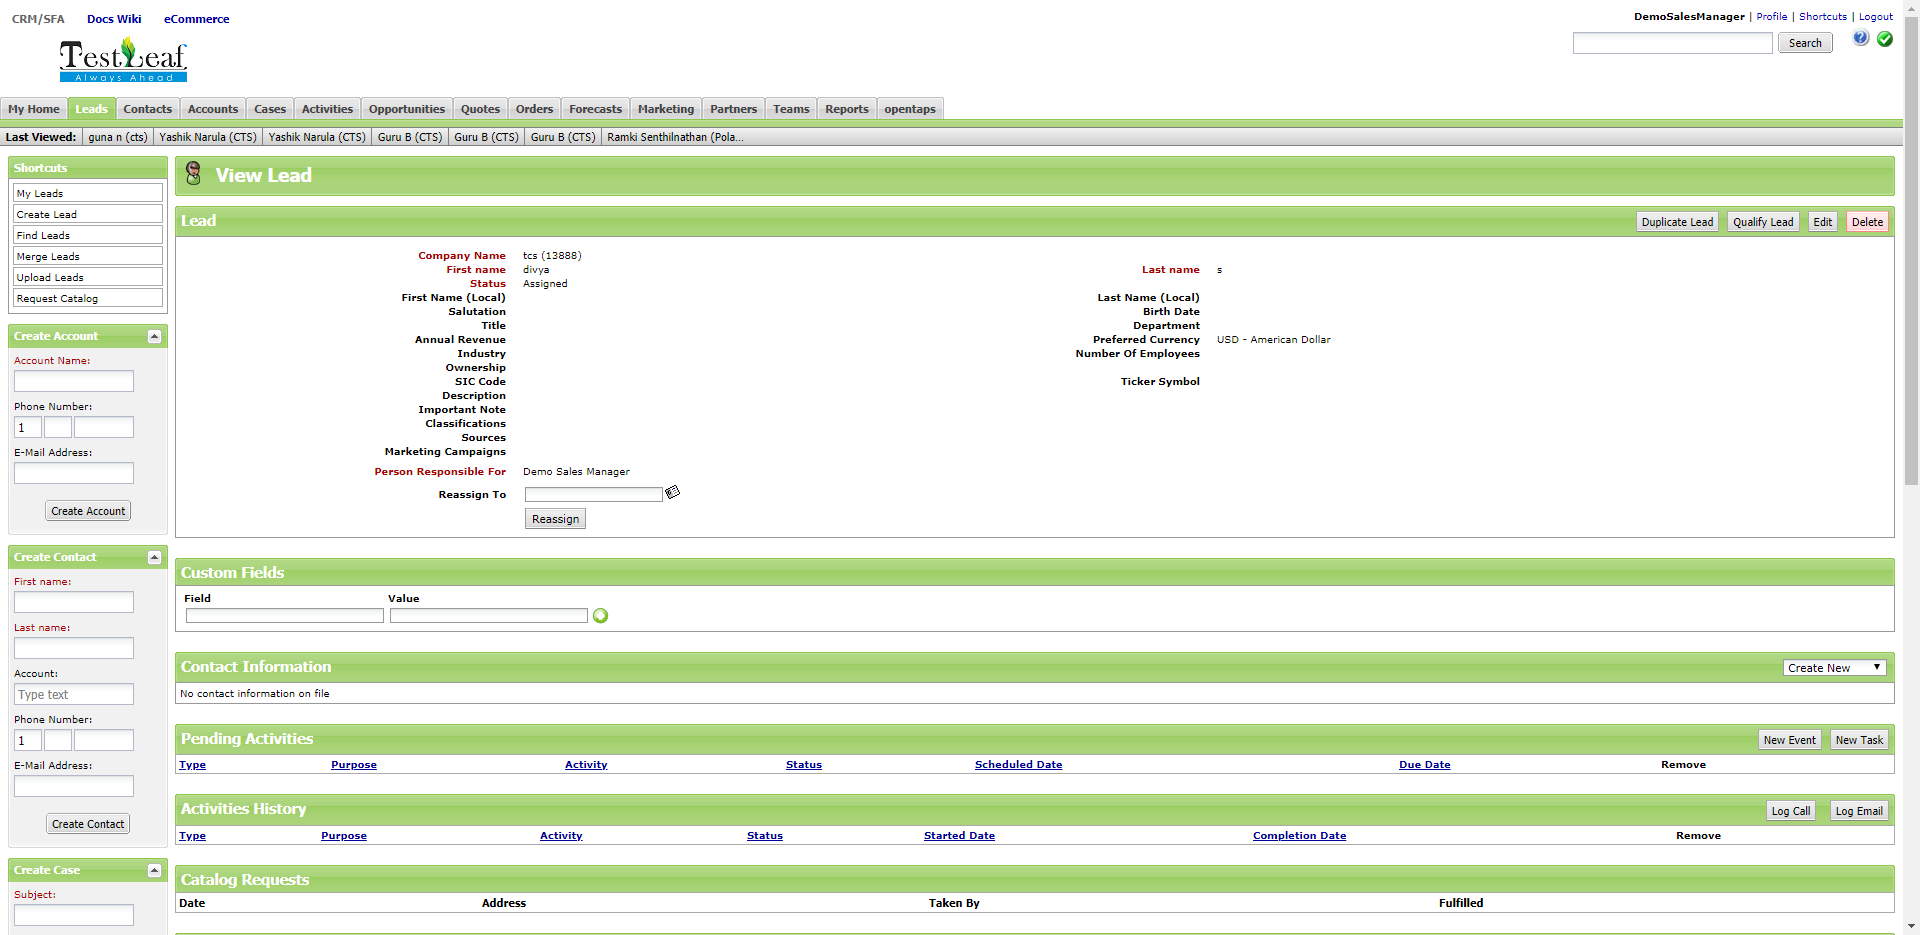 CRM/SFA Docs Wiki eCommerce
DemoSalesManager | Profile | Shortcuts | Logout
Search
TestLeaf
Always Ahead
My Home Leads Contacts Accounts Cases Activities Opportunities Quotes Orders Forecasts Marketing Partners Teams Reports opentaps
Last Viewed: guna n (cts) Yashik Narula (CTS) Yashik Narula (CTS) Guru B (CTS) Guru B (CTS) Guru B (CTS) Ramki Senthilnathan (Pola...
Shortcuts
My Leads
Create Lead
Find Leads
Merge Leads
Upload Leads
Request Catalog
Create Account
Account Name:
Phone Number:
1
E-Mail Address:
Create Account
Create Contact
First name:
Last name:
Account:
Type text
Phone Number:
1
E-Mail Address:
Create Contact
Create Case
Subject:
View Lead
Lead
Duplicate Lead Qualify Lead Edit Delete
Company Name tcs (13888)
First name divya Last name s
Status Assigned
First Name (Local) Last Name (Local)
Salutation Birth Date
Title Department
Annual Revenue Preferred Currency USD - American Dollar
Industry Number Of Employees
Ownership
SIC Code Ticker Symbol
Description
Important Note
Classifications
Sources
Marketing Campaigns
Person Responsible For Demo Sales Manager
Reassign To
Reassign
Custom Fields
Field Value
Contact Information Create New
No contact information on file
Pending Activities New Event New Task
Type Purpose Activity Status Scheduled Date Due Date Remove
Activities History Log Call Log Email
Type Purpose Activity Status Started Date Completion Date Remove
Catalog Requests
Date Address Taken By Fulfilled